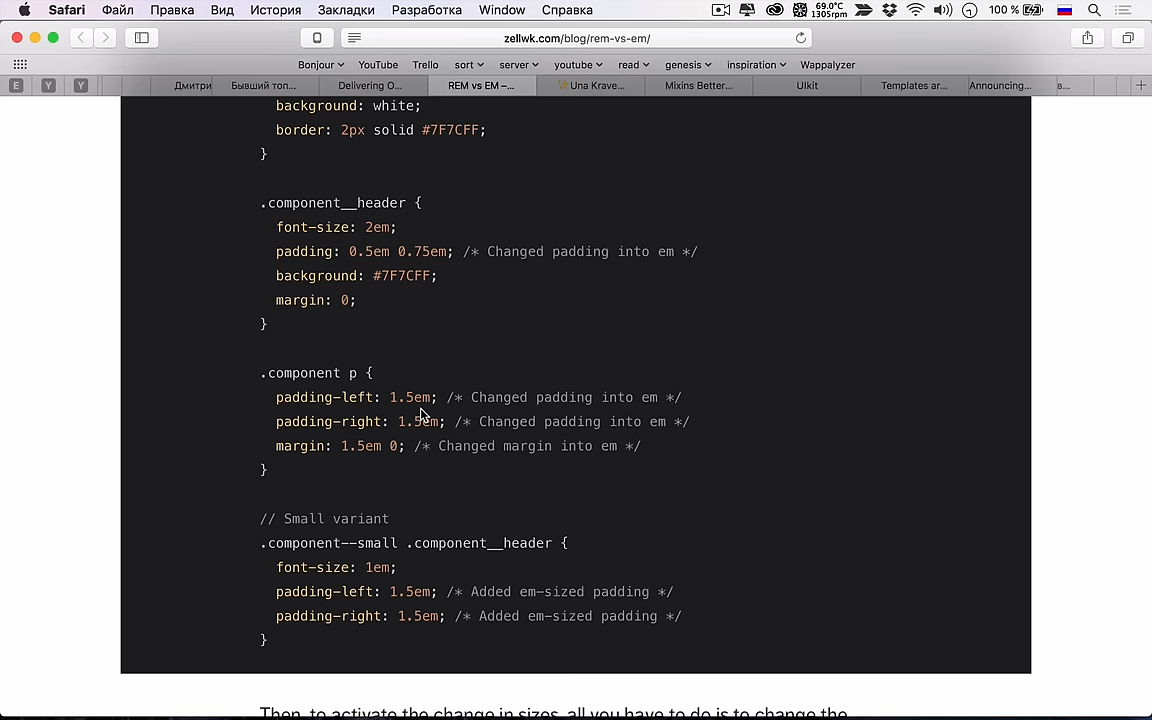 Safari Файл Правка Вид История Закладки Разработка Window Справка 69.0°C 1305rpm 100 %
zellwk.com/blog/rem-vs-em/
Bonjour YouTube Trello sort server youtube read genesis inspiration Wappalyzer
E Y Y Дмитри Бывший топ... Delivering O... REM vs EM –... ✨Una Krave... Mixins Better... UIkit Templates ar... Announcing... в...
background: white;
border: 2px solid #7F7CFF;
}
.component__header {
font-size: 2em;
padding: 0.5em 0.75em; /* Changed padding into em */
background: #7F7CFF;
margin: 0;
}
.component p {
padding-left: 1.5em; /* Changed padding into em */
padding-right: 1.5em; /* Changed padding into em */
margin: 1.5em 0; /* Changed margin into em */
}
// Small variant
.component--small .component__header {
font-size: 1em;
padding-left: 1.5em; /* Added em-sized padding */
padding-right: 1.5em; /* Added em-sized padding */
}
Then, to activate the change in sizes, all you have to do is to change the